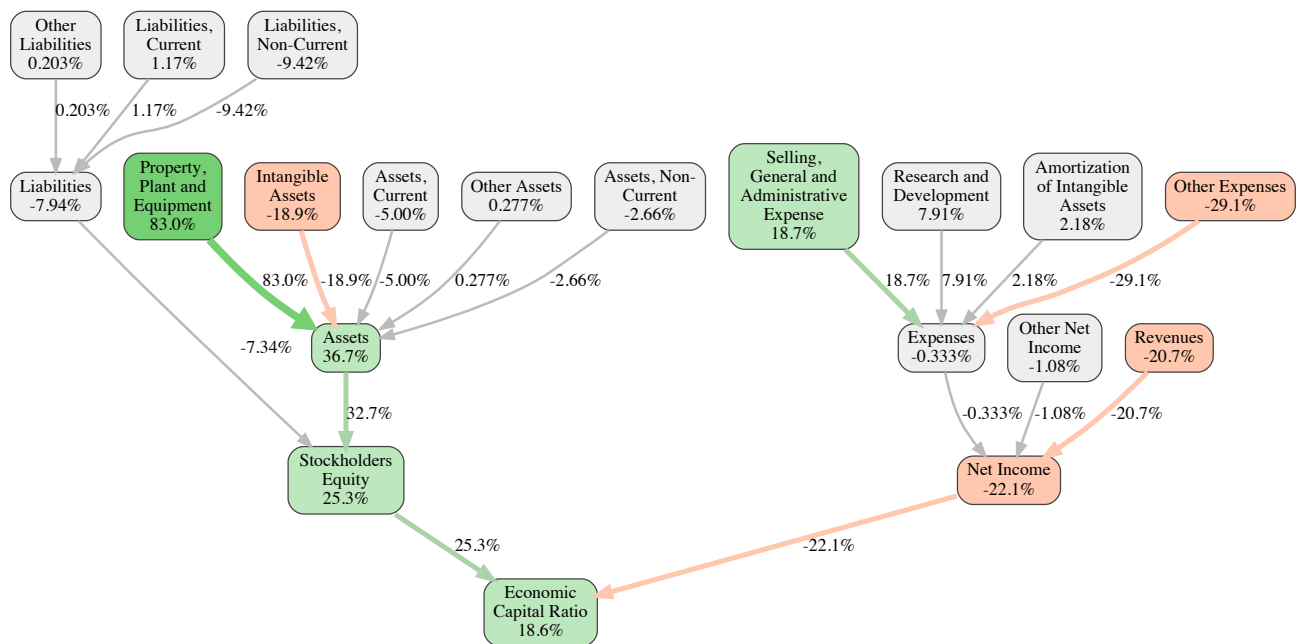 Other
Liabilities
0.203%
Liabilities,
Current
1.17%
Liabilities,
Non-Current
-9.42%
0.203%
1.17%
-9.42%
Liabilities
-7.94%
Property,
Plant and
Equipment
83.0%
Intangible
Assets
-18.9%
Assets,
Current
-5.00%
Other Assets
0.277%
Assets, Non-
Current
-2.66%
Selling,
General and
Administrative
Expense
18.7%
Research and
Development
7.91%
Amortization
of Intangible
Assets
2.18%
Other Expenses
-29.1%
83.0%
-18.9%
-5.00%
0.277%
-2.66%
18.7%
7.91%
2.18%
-29.1%
-7.34%
Assets
36.7%
Expenses
-0.333%
Other Net
Income
-1.08%
Revenues
-20.7%
32.7%
-0.333%
-1.08%
-20.7%
Stockholders
Equity
25.3%
Net Income
-22.1%
25.3%
-22.1%
Economic
Capital Ratio
18.6%